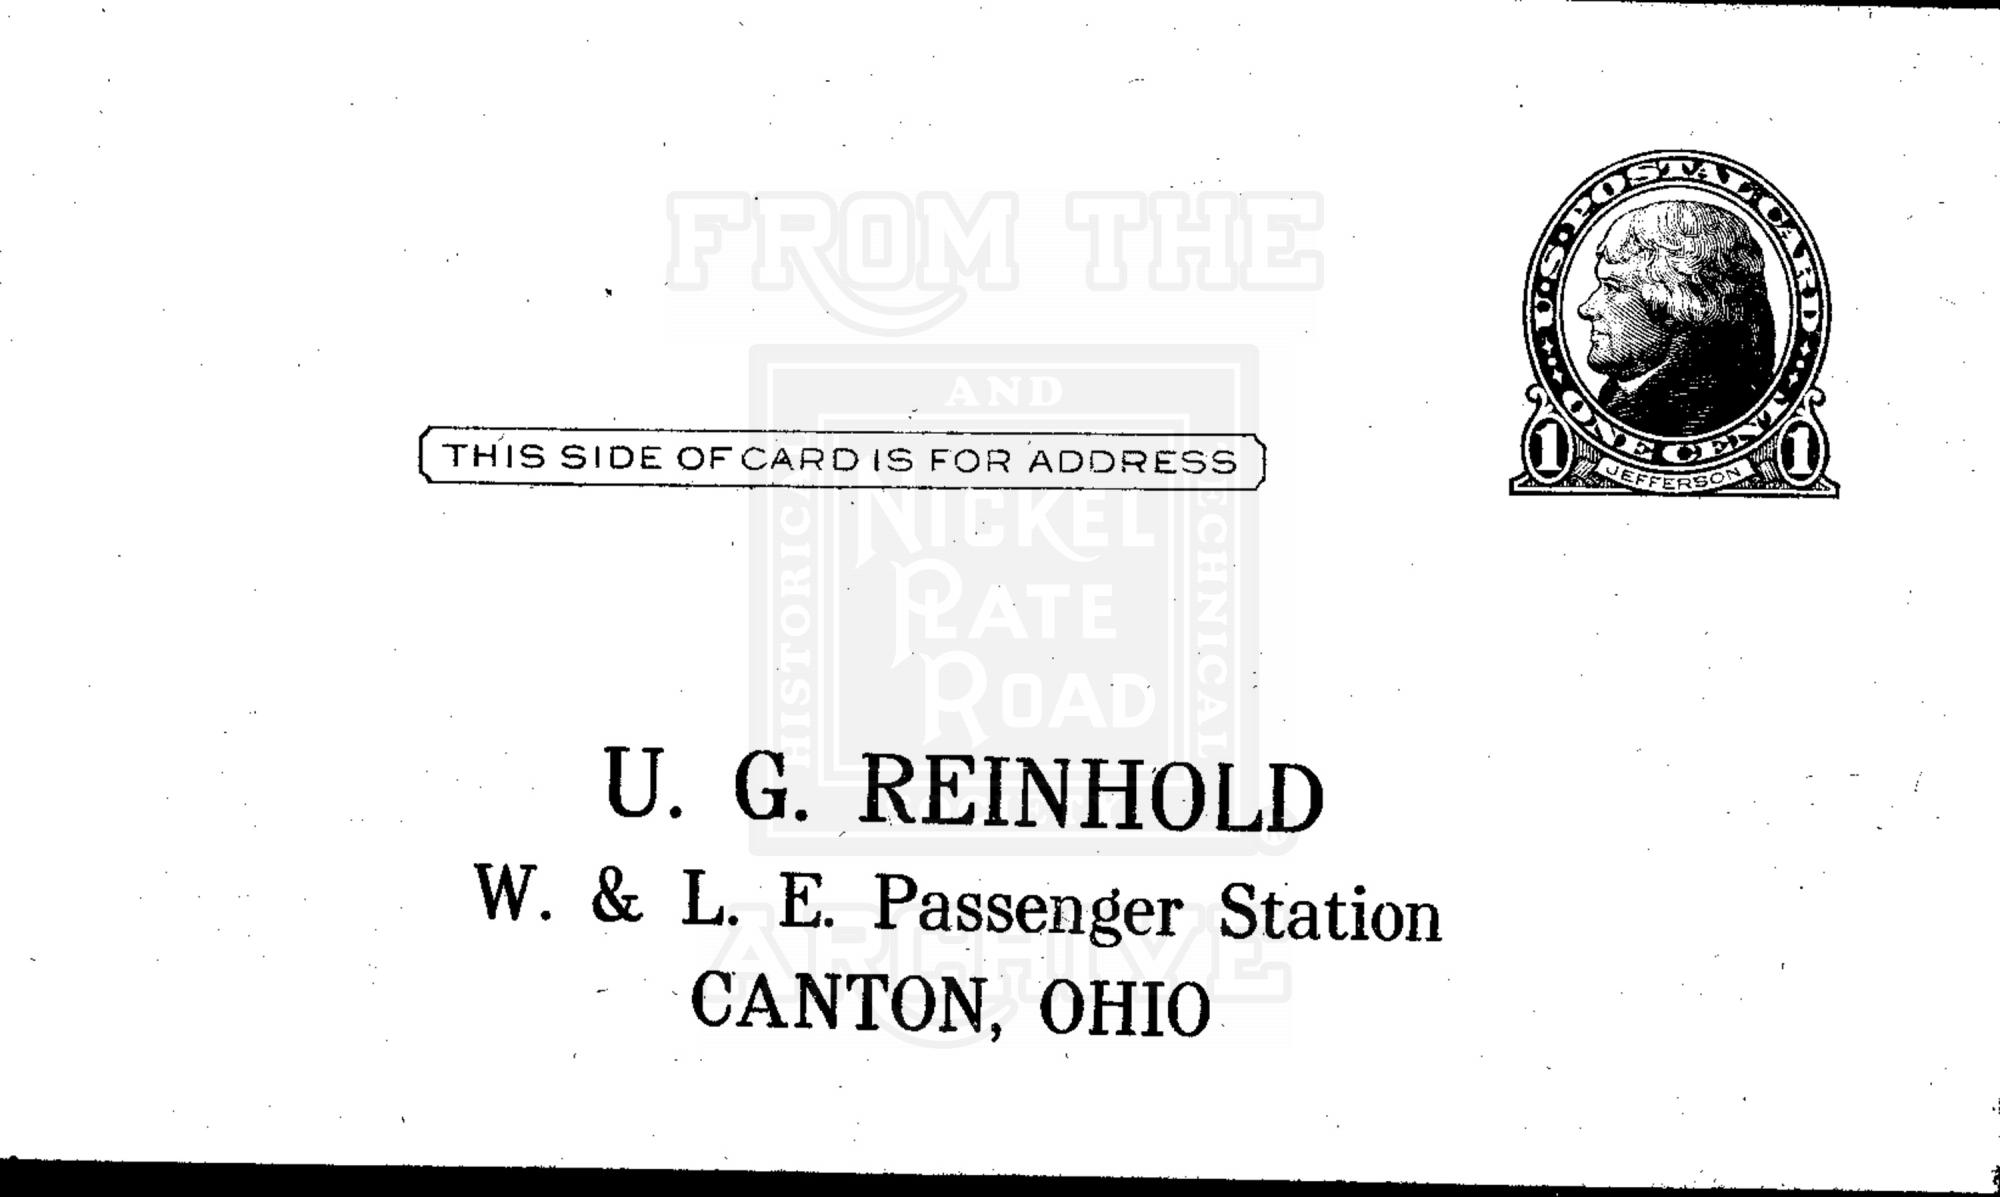 U.S. POSTAL CARD
ONE CENT
1 JEFFERSON 1
FROM THE
AND
THIS SIDE OF CARD IS FOR ADDRESS
HISTORICAL
NICKEL
PLATE
ROAD
TECHNICAL
SOCIETY
U. G. REINHOLD
W. & L. E. Passenger Station
ARCHIVE
CANTON, OHIO